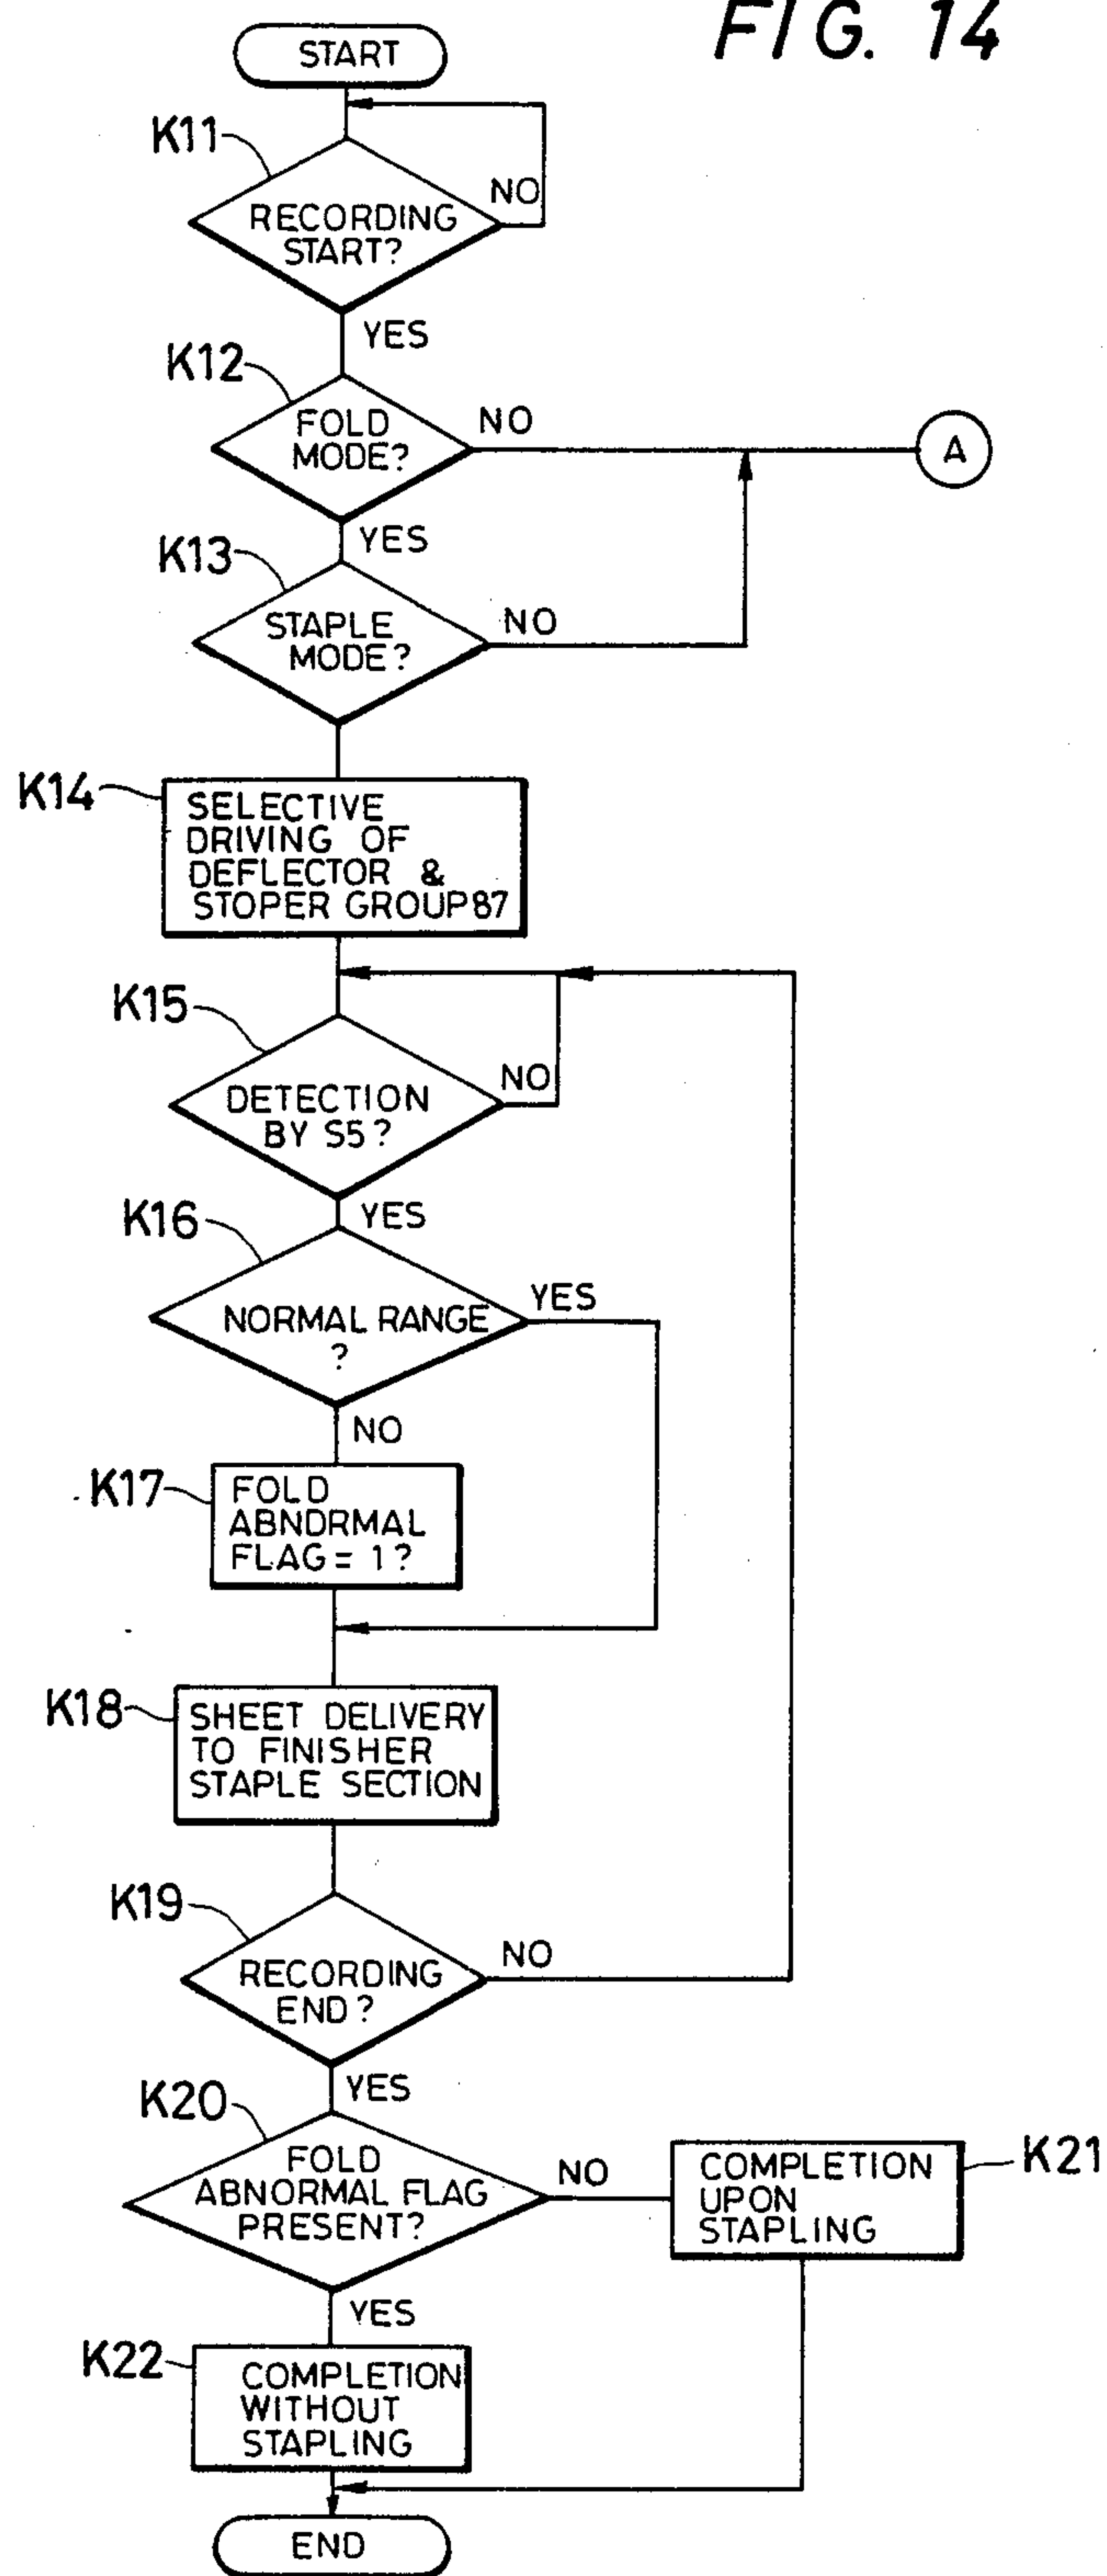 FIG. 14
START
K11
NO
RECORDING
START?
YES
K12
FOLD
MODE?
NO
A
YES
K13
STAPLE
MODE?
NO
K14
SELECTIVE
DRIVING OF
DEFLECTOR &
STOPER GROUP 87
K15
DETECTION
BY S5?
NO
YES
K16
NORMAL RANGE
?
YES
NO
K17
FOLD
ABNDRMAL
FLAG = 1?
K18
SHEET DELIVERY
TO FINISHER
STAPLE SECTION
K19
RECORDING
END?
NO
YES
K20
FOLD
ABNORMAL FLAG
PRESENT?
NO
COMPLETION
UPON
STAPLING
K21
YES
K22
COMPLETION
WITHOUT
STAPLING
END